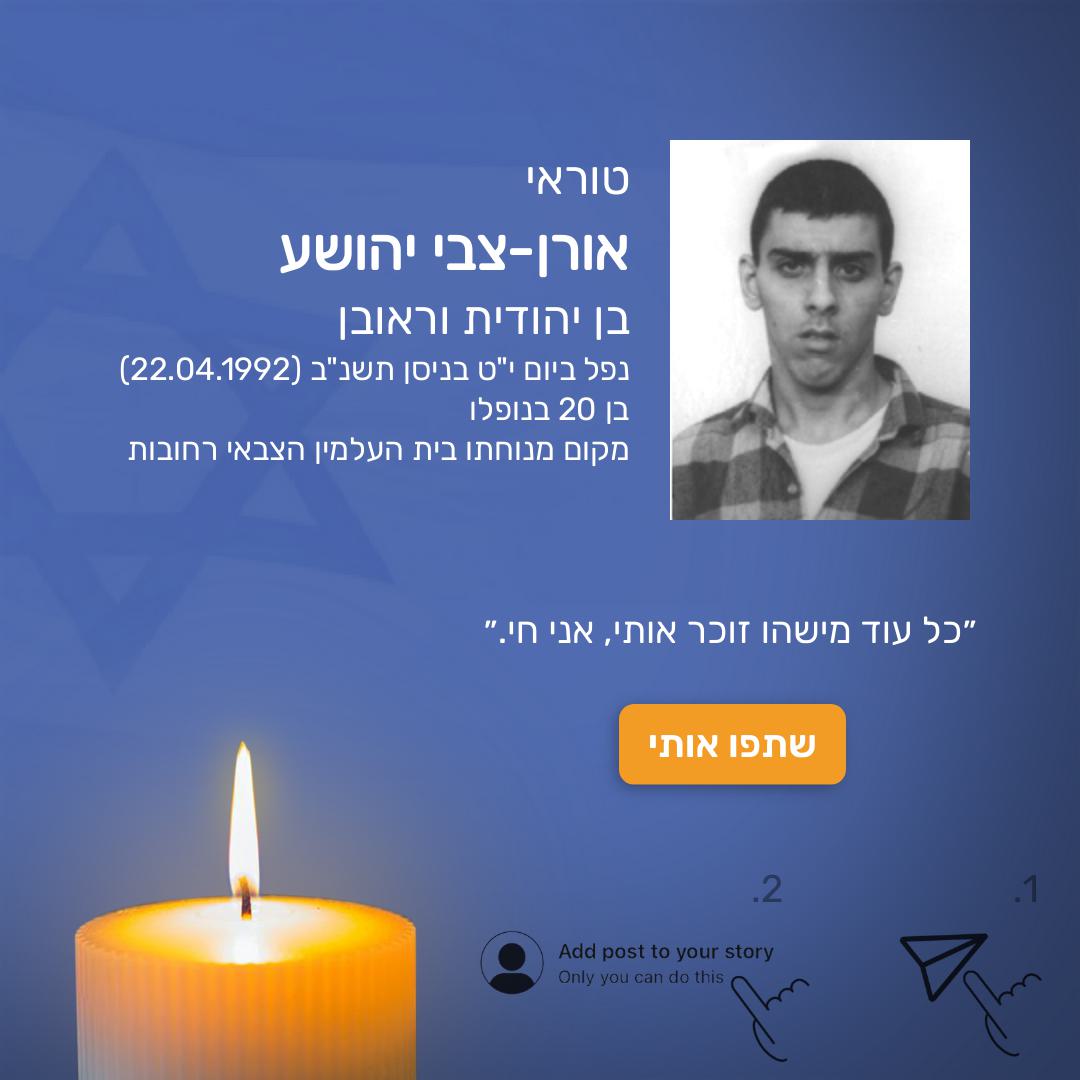 טוראי
אורן-צבי יהושע
בן יהודית וראובן
נפל ביום י"ט בניסן תשנ"ב (22.04.1992)
בן 20 בנופלו
מקום מנוחתו בית העלמין הצבאי רחובות
״כל עוד מישהו זוכר אותי, אני חי.״
שתפו אותי
1.
2.
Add post to your story
Only you can do this